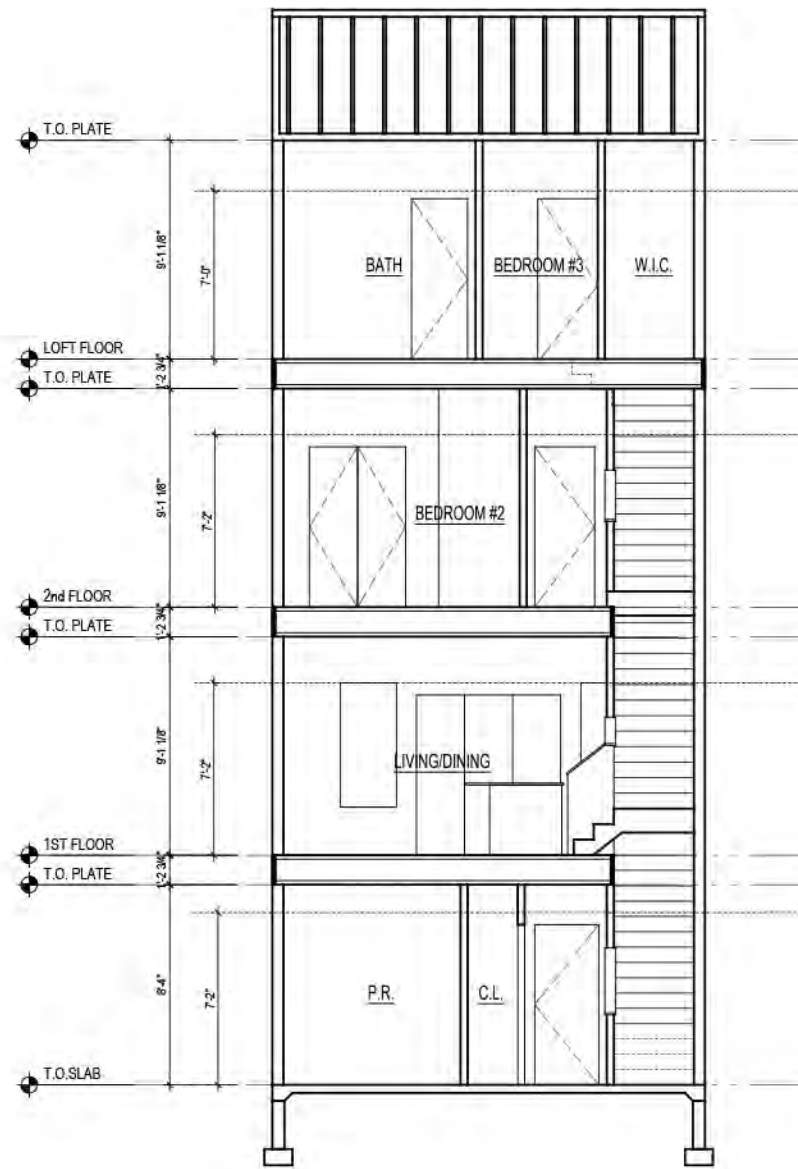 T.O. PLATE
9'-1 1/8"
7'-0"
BATH
BEDROOM #3
W.I.C.
LOFT FLOOR
1'-2 3/4"
T.O. PLATE
9'-1 1/8"
7'-2"
BEDROOM #2
2nd FLOOR
1'-2 3/4"
T.O. PLATE
9'-1 1/8"
7'-2"
LIVING/DINING
1ST FLOOR
1'-2 3/4"
T.O. PLATE
8'-4"
7'-2"
P.R.
C.L.
T.O.SLAB